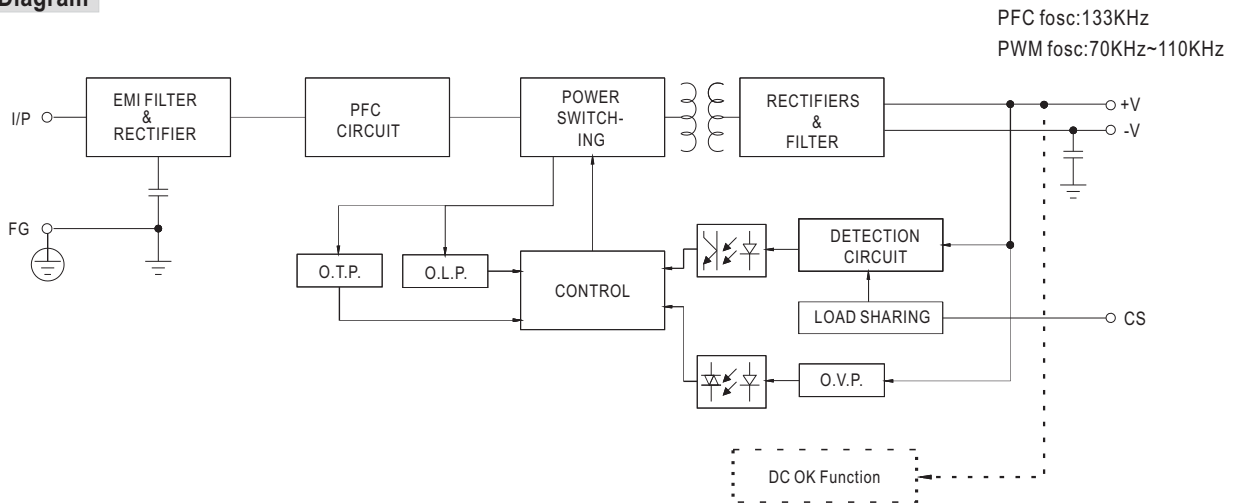 Diagram
PFC fosc:133KHz
PWM fosc:70KHz~110KHz
I/P
EMI FILTER
&
RECTIFIER
PFC
CIRCUIT
POWER
SWITCH-
ING
RECTIFIERS
&
FILTER
+V
-V
FG
O.T.P.
O.L.P.
CONTROL
DETECTION
CIRCUIT
LOAD SHARING
CS
O.V.P.
DC OK Function